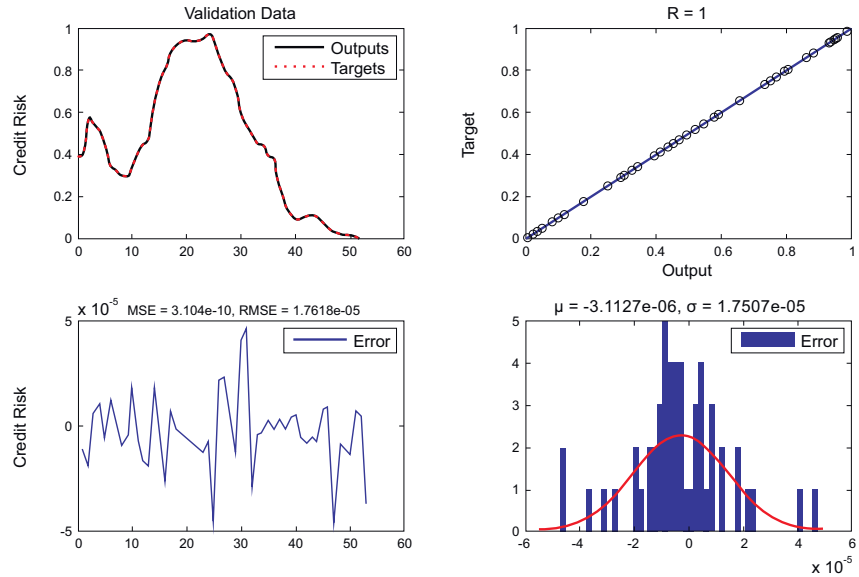 Validation Data
Credit Risk
1
0.8
0.6
0.4
0.2
0
0 10 20 30 40 50 60
Outputs
Targets
R = 1
Target
1
0.8
0.6
0.4
0.2
0
0 0.2 0.4 0.6 0.8 1
Output
x 10⁻⁵ MSE = 3.104e-10, RMSE = 1.7618e-05
Credit Risk
5
0
-5
0 10 20 30 40 50 60
Error
μ = -3.1127e-06, σ = 1.7507e-05
5
4
3
2
1
0
-6 -4 -2 0 2 4 6
x 10⁻⁵
Error